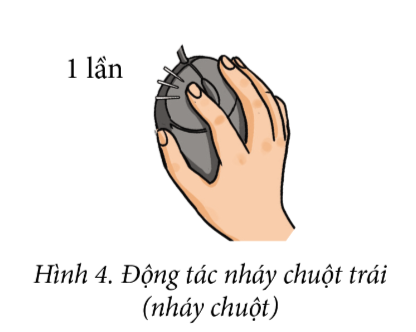 1 lần
Hình 4. Động tác nháy chuột trái
(nháy chuột)